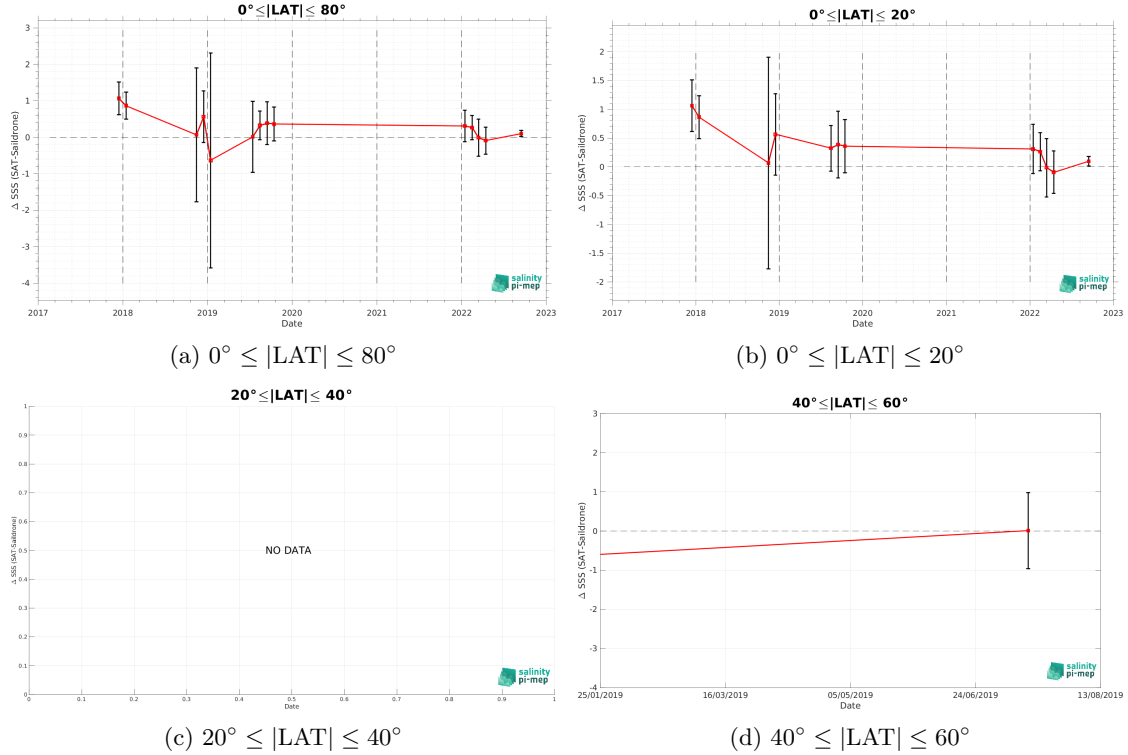 0°≤|LAT|≤ 80°
3
2
1
0
-1
-2
-3
-4
Δ SSS (SAT-Saildrone)
2017
2018
2019
2020
2021
2022
2023
Date
salinity
pi-mep
(a) 0° ≤ |LAT| ≤ 80°
0°≤|LAT|≤ 20°
2
1.5
1
0.5
0
-0.5
-1
-1.5
-2
Δ SSS (SAT-Saildrone)
2017
2018
2019
2020
2021
2022
2023
Date
salinity
pi-mep
(b) 0° ≤ |LAT| ≤ 20°
20°≤|LAT|≤ 40°
1
0.9
0.8
0.7
0.6
0.5
0.4
0.3
0.2
0.1
0
Δ SSS (SAT-Saildrone)
NO DATA
0
0.1
0.2
0.3
0.4
0.5
0.6
0.7
0.8
0.9
1
Date
salinity
pi-mep
(c) 20° ≤ |LAT| ≤ 40°
40°≤|LAT|≤ 60°
3
2
1
0
-1
-2
-3
-4
Δ SSS (SAT-Saildrone)
25/01/2019
16/03/2019
05/05/2019
24/06/2019
13/08/2019
Date
salinity
pi-mep
(d) 40° ≤ |LAT| ≤ 60°